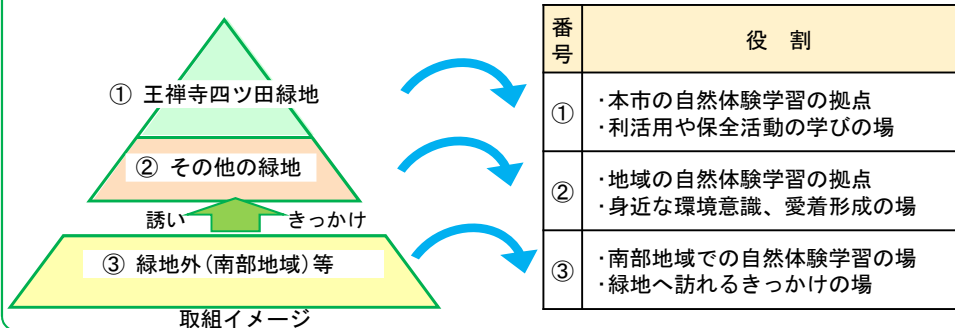 ① 王禅寺四ツ田緑地
② その他の緑地
誘い きっかけ
③ 緑地外(南部地域)等
取組イメージ
番号 役 割
① ・本市の自然体験学習の拠点
・利活用や保全活動の学びの場
② ・地域の自然体験学習の拠点
・身近な環境意識、愛着形成の場
③ ・南部地域での自然体験学習の場
・緑地へ訪れるきっかけの場